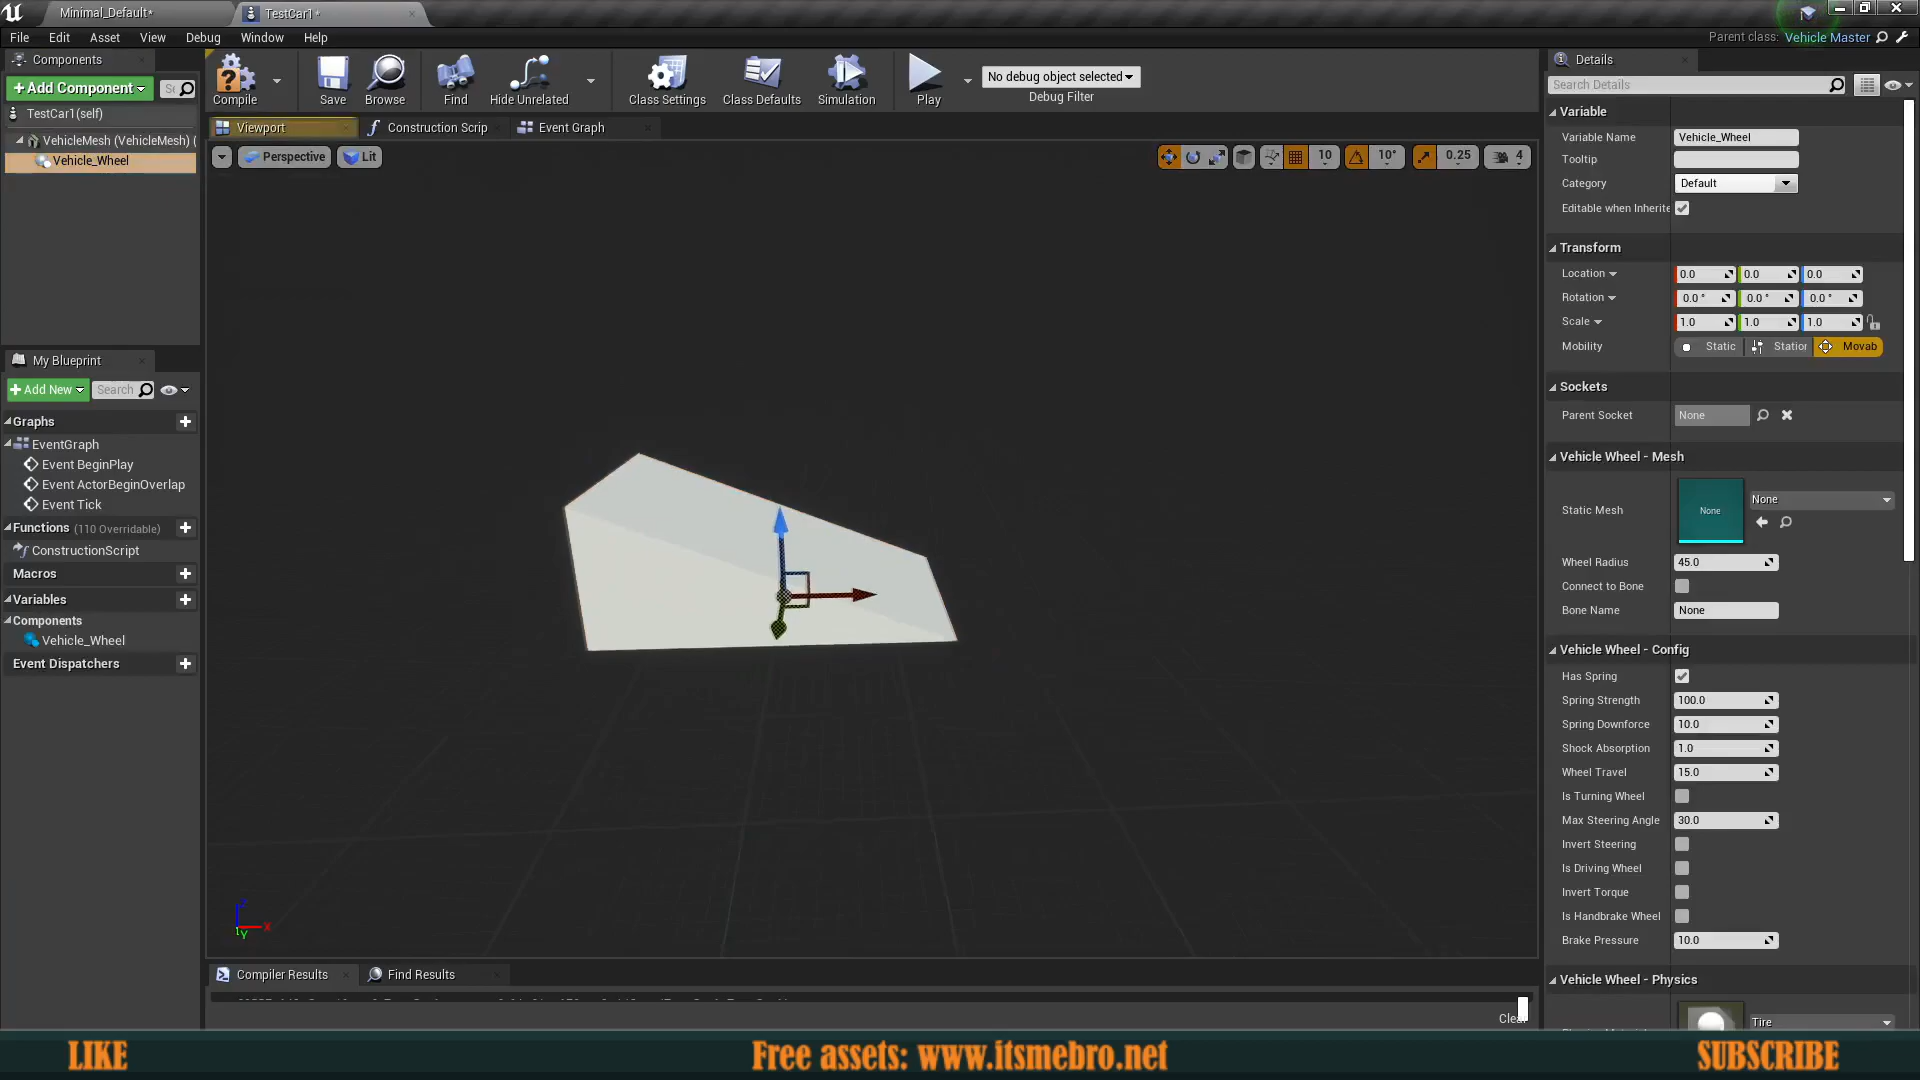 Minimal_Default*
TestCar1*
File Edit Asset View Debug Window Help
Parent class: Vehicle Master
Components
+Add Component
TestCar1(self)
VehicleMesh (VehicleMesh) (
Vehicle_Wheel
Compile
Save
Browse
Find
Hide Unrelated
Class Settings
Class Defaults
Simulation
Play
No debug object selected
Debug Filter
Viewport
Construction Scrip
Event Graph
Perspective
Lit
10
10°
0.25
4
My Blueprint
+Add New
Search
Graphs
EventGraph
Event BeginPlay
Event ActorBeginOverlap
Event Tick
Functions (110 Overridable)
ConstructionScript
Macros
Variables
Components
Vehicle_Wheel
Event Dispatchers
Details
Search Details
Variable
Variable Name Vehicle_Wheel
Tooltip
Category Default
Editable when Inherite
Transform
Location 0.0 0.0 0.0
Rotation 0.0 ° 0.0 ° 0.0 °
Scale 1.0 1.0 1.0
Mobility Static Station Movab
Sockets
Parent Socket None
Vehicle Wheel - Mesh
Static Mesh None None
Wheel Radius 45.0
Connect to Bone
Bone Name None
Vehicle Wheel - Config
Has Spring
Spring Strength 100.0
Spring Downforce 10.0
Shock Absorption 1.0
Wheel Travel 15.0
Is Turning Wheel
Max Steering Angle 30.0
Invert Steering
Is Driving Wheel
Invert Torque
Is Handbrake Wheel
Brake Pressure 10.0
Vehicle Wheel - Physics
Tire
Z
X
Y
Compiler Results
Find Results
Clear
LIKE
Free assets: www.itsmebro.net
SUBSCRIBE